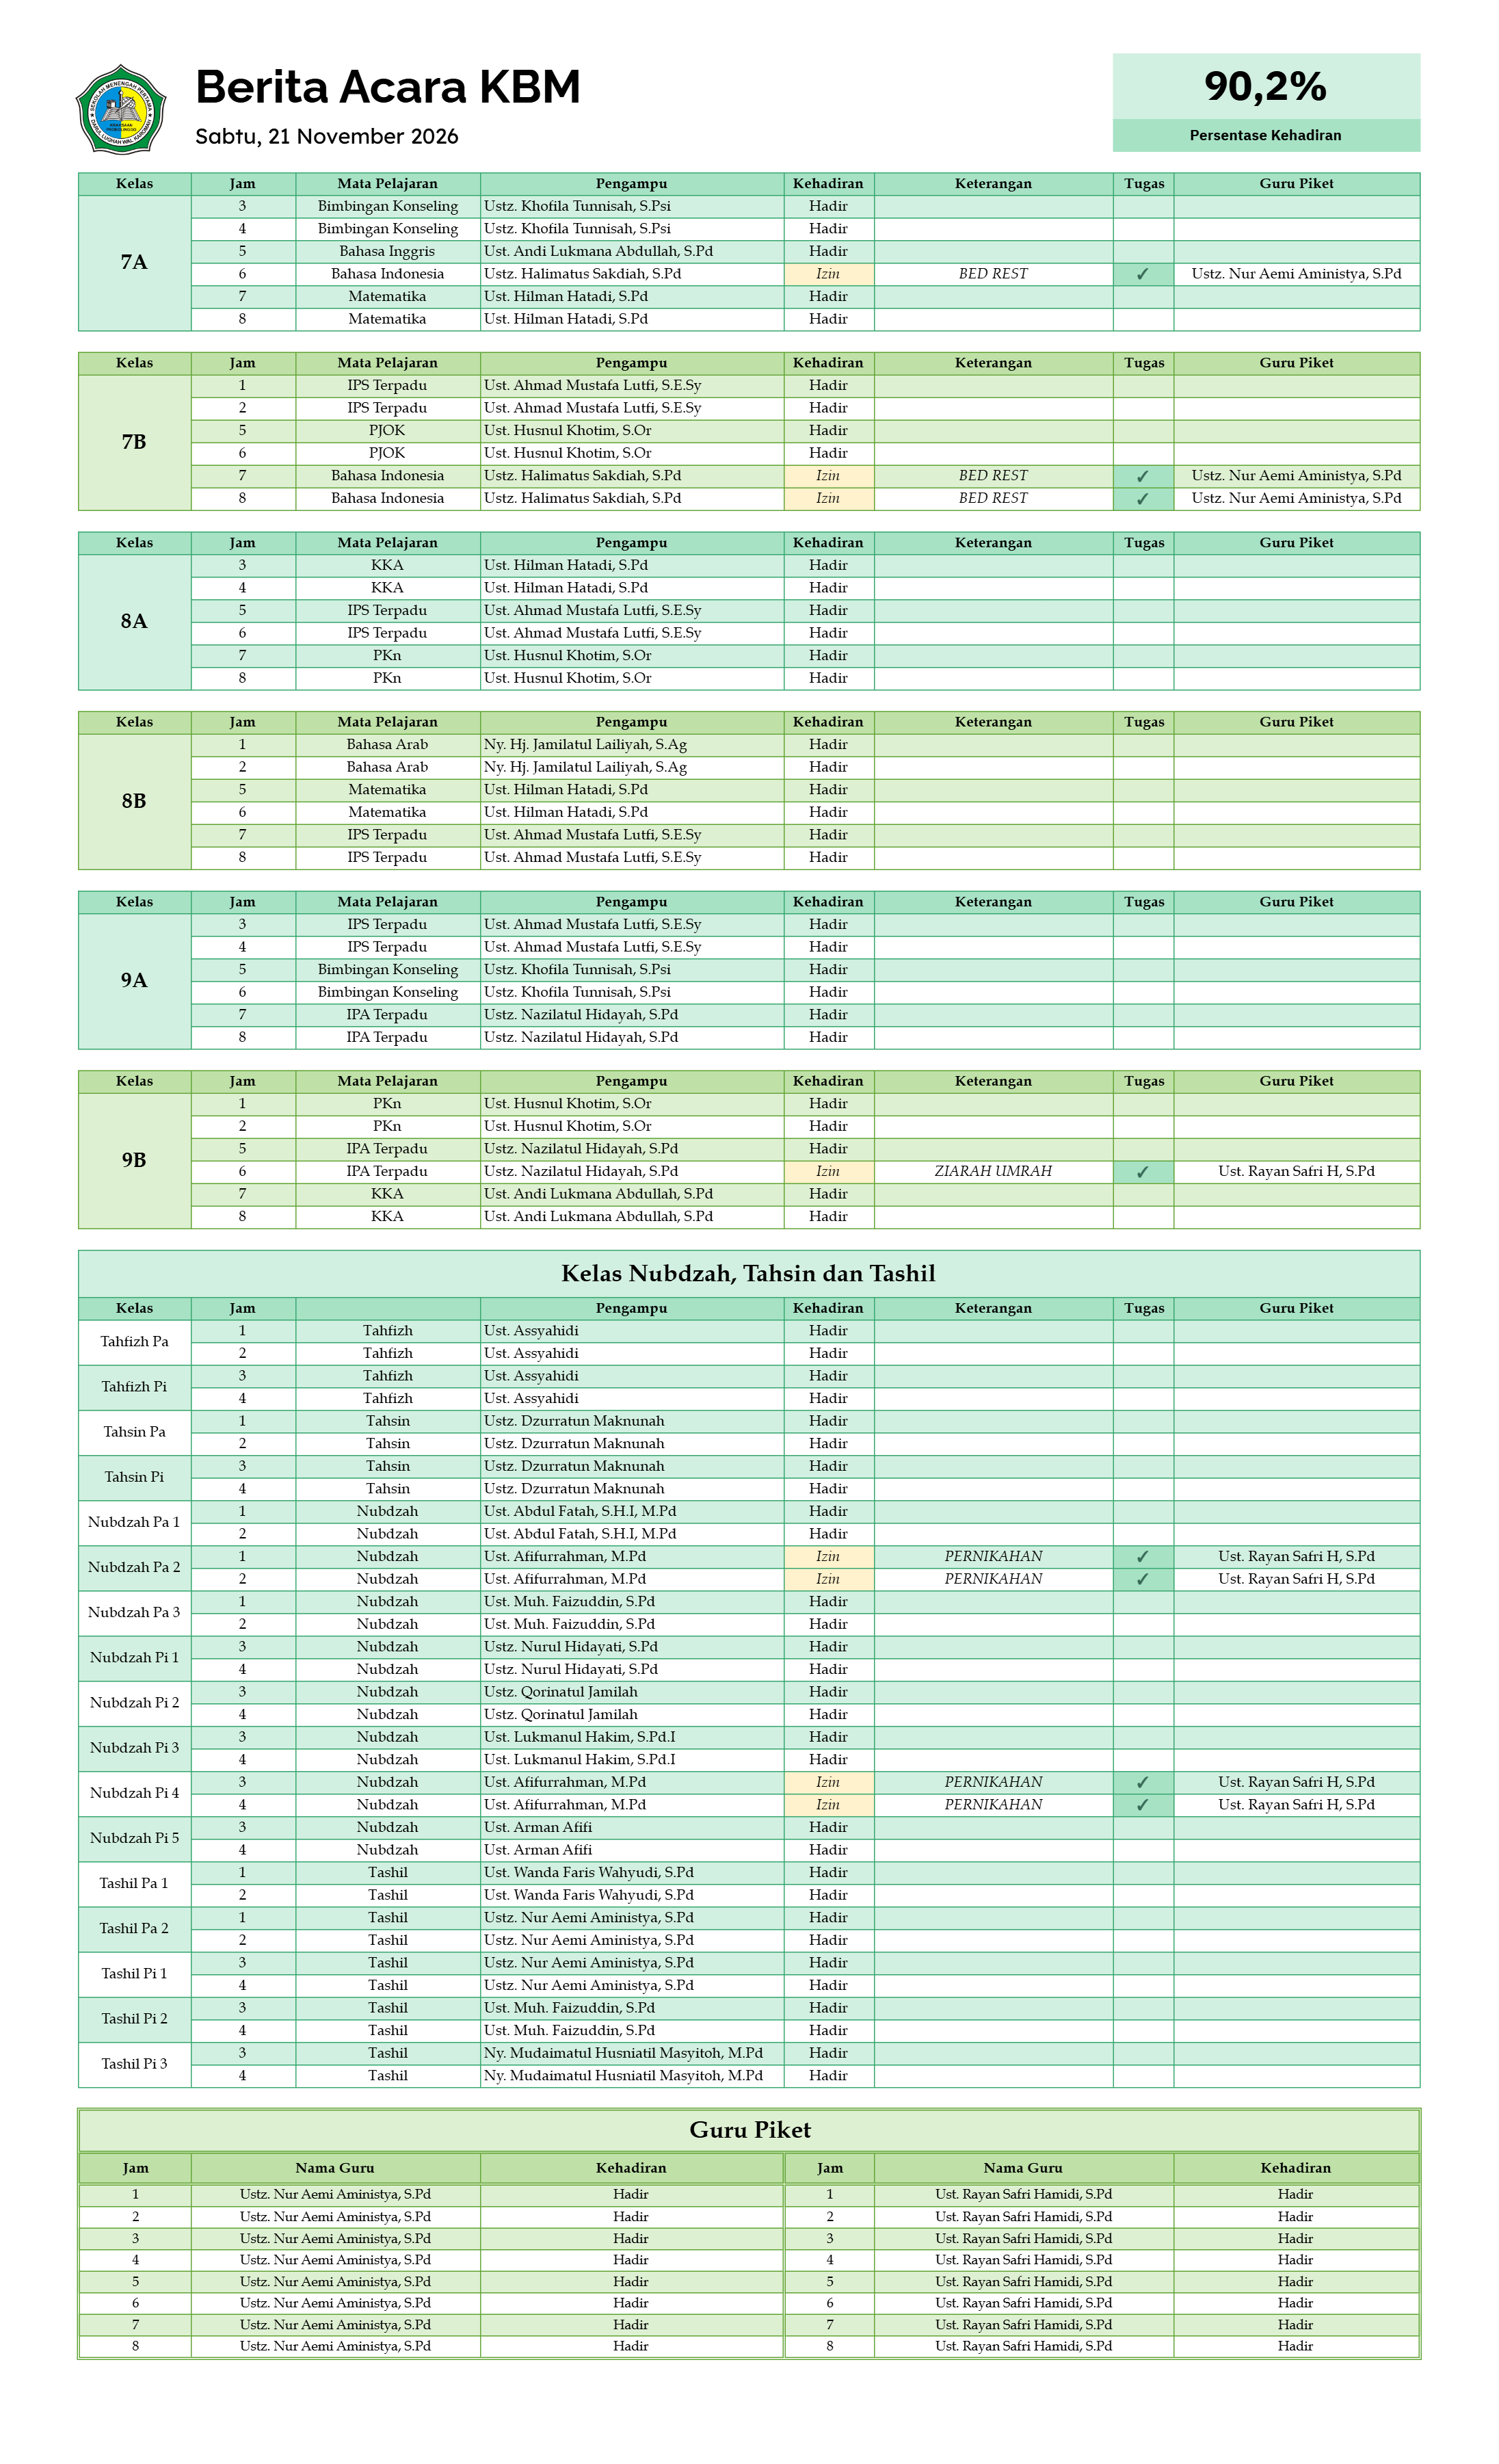 Berita Acara KBM
Sabtu, 21 November 2026
90,2%
Persentase Kehadiran
SEKOLAH MENENGAH PERTAMA
DARUL LUGHAH WAL KAROMAH
KRAKSAAN
PROBOLINGGO
Kelas Jam Mata Pelajaran Pengampu Kehadiran Keterangan Tugas Guru Piket
7A
3 Bimbingan Konseling Ustz. Khofila Tunnisah, S.Psi Hadir
4 Bimbingan Konseling Ustz. Khofila Tunnisah, S.Psi Hadir
5 Bahasa Inggris Ust. Andi Lukmana Abdullah, S.Pd Hadir
6 Bahasa Indonesia Ustz. Halimatus Sakdiah, S.Pd Izin BED REST ✓ Ustz. Nur Aemi Aministya, S.Pd
7 Matematika Ust. Hilman Hatadi, S.Pd Hadir
8 Matematika Ust. Hilman Hatadi, S.Pd Hadir
Kelas Jam Mata Pelajaran Pengampu Kehadiran Keterangan Tugas Guru Piket
7B
1 IPS Terpadu Ust. Ahmad Mustafa Lutfi, S.E.Sy Hadir
2 IPS Terpadu Ust. Ahmad Mustafa Lutfi, S.E.Sy Hadir
5 PJOK Ust. Husnul Khotim, S.Or Hadir
6 PJOK Ust. Husnul Khotim, S.Or Hadir
7 Bahasa Indonesia Ustz. Halimatus Sakdiah, S.Pd Izin BED REST ✓ Ustz. Nur Aemi Aministya, S.Pd
8 Bahasa Indonesia Ustz. Halimatus Sakdiah, S.Pd Izin BED REST ✓ Ustz. Nur Aemi Aministya, S.Pd
Kelas Jam Mata Pelajaran Pengampu Kehadiran Keterangan Tugas Guru Piket
8A
3 KKA Ust. Hilman Hatadi, S.Pd Hadir
4 KKA Ust. Hilman Hatadi, S.Pd Hadir
5 IPS Terpadu Ust. Ahmad Mustafa Lutfi, S.E.Sy Hadir
6 IPS Terpadu Ust. Ahmad Mustafa Lutfi, S.E.Sy Hadir
7 PKn Ust. Husnul Khotim, S.Or Hadir
8 PKn Ust. Husnul Khotim, S.Or Hadir
Kelas Jam Mata Pelajaran Pengampu Kehadiran Keterangan Tugas Guru Piket
8B
1 Bahasa Arab Ny. Hj. Jamilatul Lailiyah, S.Ag Hadir
2 Bahasa Arab Ny. Hj. Jamilatul Lailiyah, S.Ag Hadir
5 Matematika Ust. Hilman Hatadi, S.Pd Hadir
6 Matematika Ust. Hilman Hatadi, S.Pd Hadir
7 IPS Terpadu Ust. Ahmad Mustafa Lutfi, S.E.Sy Hadir
8 IPS Terpadu Ust. Ahmad Mustafa Lutfi, S.E.Sy Hadir
Kelas Jam Mata Pelajaran Pengampu Kehadiran Keterangan Tugas Guru Piket
9A
3 IPS Terpadu Ust. Ahmad Mustafa Lutfi, S.E.Sy Hadir
4 IPS Terpadu Ust. Ahmad Mustafa Lutfi, S.E.Sy Hadir
5 Bimbingan Konseling Ustz. Khofila Tunnisah, S.Psi Hadir
6 Bimbingan Konseling Ustz. Khofila Tunnisah, S.Psi Hadir
7 IPA Terpadu Ustz. Nazilatul Hidayah, S.Pd Hadir
8 IPA Terpadu Ustz. Nazilatul Hidayah, S.Pd Hadir
Kelas Jam Mata Pelajaran Pengampu Kehadiran Keterangan Tugas Guru Piket
9B
1 PKn Ust. Husnul Khotim, S.Or Hadir
2 PKn Ust. Husnul Khotim, S.Or Hadir
5 IPA Terpadu Ustz. Nazilatul Hidayah, S.Pd Hadir
6 IPA Terpadu Ustz. Nazilatul Hidayah, S.Pd Izin ZIARAH UMRAH ✓ Ust. Rayan Safri H, S.Pd
7 KKA Ust. Andi Lukmana Abdullah, S.Pd Hadir
8 KKA Ust. Andi Lukmana Abdullah, S.Pd Hadir
Kelas Nubdzah, Tahsin dan Tashil
Kelas Jam Pengampu Kehadiran Keterangan Tugas Guru Piket
Tahfizh Pa
1 Tahfizh Ust. Assyahidi Hadir
2 Tahfizh Ust. Assyahidi Hadir
Tahfizh Pi
3 Tahfizh Ust. Assyahidi Hadir
4 Tahfizh Ust. Assyahidi Hadir
Tahsin Pa
1 Tahsin Ustz. Dzurratun Maknunah Hadir
2 Tahsin Ustz. Dzurratun Maknunah Hadir
Tahsin Pi
3 Tahsin Ustz. Dzurratun Maknunah Hadir
4 Tahsin Ustz. Dzurratun Maknunah Hadir
Nubdzah Pa 1
1 Nubdzah Ust. Abdul Fatah, S.H.I, M.Pd Hadir
2 Nubdzah Ust. Abdul Fatah, S.H.I, M.Pd Hadir
Nubdzah Pa 2
1 Nubdzah Ust. Afifurrahman, M.Pd Izin PERNIKAHAN ✓ Ust. Rayan Safri H, S.Pd
2 Nubdzah Ust. Afifurrahman, M.Pd Izin PERNIKAHAN ✓ Ust. Rayan Safri H, S.Pd
Nubdzah Pa 3
1 Nubdzah Ust. Muh. Faizuddin, S.Pd Hadir
2 Nubdzah Ust. Muh. Faizuddin, S.Pd Hadir
Nubdzah Pi 1
3 Nubdzah Ustz. Nurul Hidayati, S.Pd Hadir
4 Nubdzah Ustz. Nurul Hidayati, S.Pd Hadir
Nubdzah Pi 2
3 Nubdzah Ustz. Qorinatul Jamilah Hadir
4 Nubdzah Ustz. Qorinatul Jamilah Hadir
Nubdzah Pi 3
3 Nubdzah Ust. Lukmanul Hakim, S.Pd.I Hadir
4 Nubdzah Ust. Lukmanul Hakim, S.Pd.I Hadir
Nubdzah Pi 4
3 Nubdzah Ust. Afifurrahman, M.Pd Izin PERNIKAHAN ✓ Ust. Rayan Safri H, S.Pd
4 Nubdzah Ust. Afifurrahman, M.Pd Izin PERNIKAHAN ✓ Ust. Rayan Safri H, S.Pd
Nubdzah Pi 5
3 Nubdzah Ust. Arman Afifi Hadir
4 Nubdzah Ust. Arman Afifi Hadir
Tashil Pa 1
1 Tashil Ust. Wanda Faris Wahyudi, S.Pd Hadir
2 Tashil Ust. Wanda Faris Wahyudi, S.Pd Hadir
Tashil Pa 2
1 Tashil Ustz. Nur Aemi Aministya, S.Pd Hadir
2 Tashil Ustz. Nur Aemi Aministya, S.Pd Hadir
Tashil Pi 1
3 Tashil Ustz. Nur Aemi Aministya, S.Pd Hadir
4 Tashil Ustz. Nur Aemi Aministya, S.Pd Hadir
Tashil Pi 2
3 Tashil Ust. Muh. Faizuddin, S.Pd Hadir
4 Tashil Ust. Muh. Faizuddin, S.Pd Hadir
Tashil Pi 3
3 Tashil Ny. Mudaimatul Husniatil Masyitoh, M.Pd Hadir
4 Tashil Ny. Mudaimatul Husniatil Masyitoh, M.Pd Hadir
Guru Piket
Jam Nama Guru Kehadiran Jam Nama Guru Kehadiran
1 Ustz. Nur Aemi Aministya, S.Pd Hadir 1 Ust. Rayan Safri Hamidi, S.Pd Hadir
2 Ustz. Nur Aemi Aministya, S.Pd Hadir 2 Ust. Rayan Safri Hamidi, S.Pd Hadir
3 Ustz. Nur Aemi Aministya, S.Pd Hadir 3 Ust. Rayan Safri Hamidi, S.Pd Hadir
4 Ustz. Nur Aemi Aministya, S.Pd Hadir 4 Ust. Rayan Safri Hamidi, S.Pd Hadir
5 Ustz. Nur Aemi Aministya, S.Pd Hadir 5 Ust. Rayan Safri Hamidi, S.Pd Hadir
6 Ustz. Nur Aemi Aministya, S.Pd Hadir 6 Ust. Rayan Safri Hamidi, S.Pd Hadir
7 Ustz. Nur Aemi Aministya, S.Pd Hadir 7 Ust. Rayan Safri Hamidi, S.Pd Hadir
8 Ustz. Nur Aemi Aministya, S.Pd Hadir 8 Ust. Rayan Safri Hamidi, S.Pd Hadir